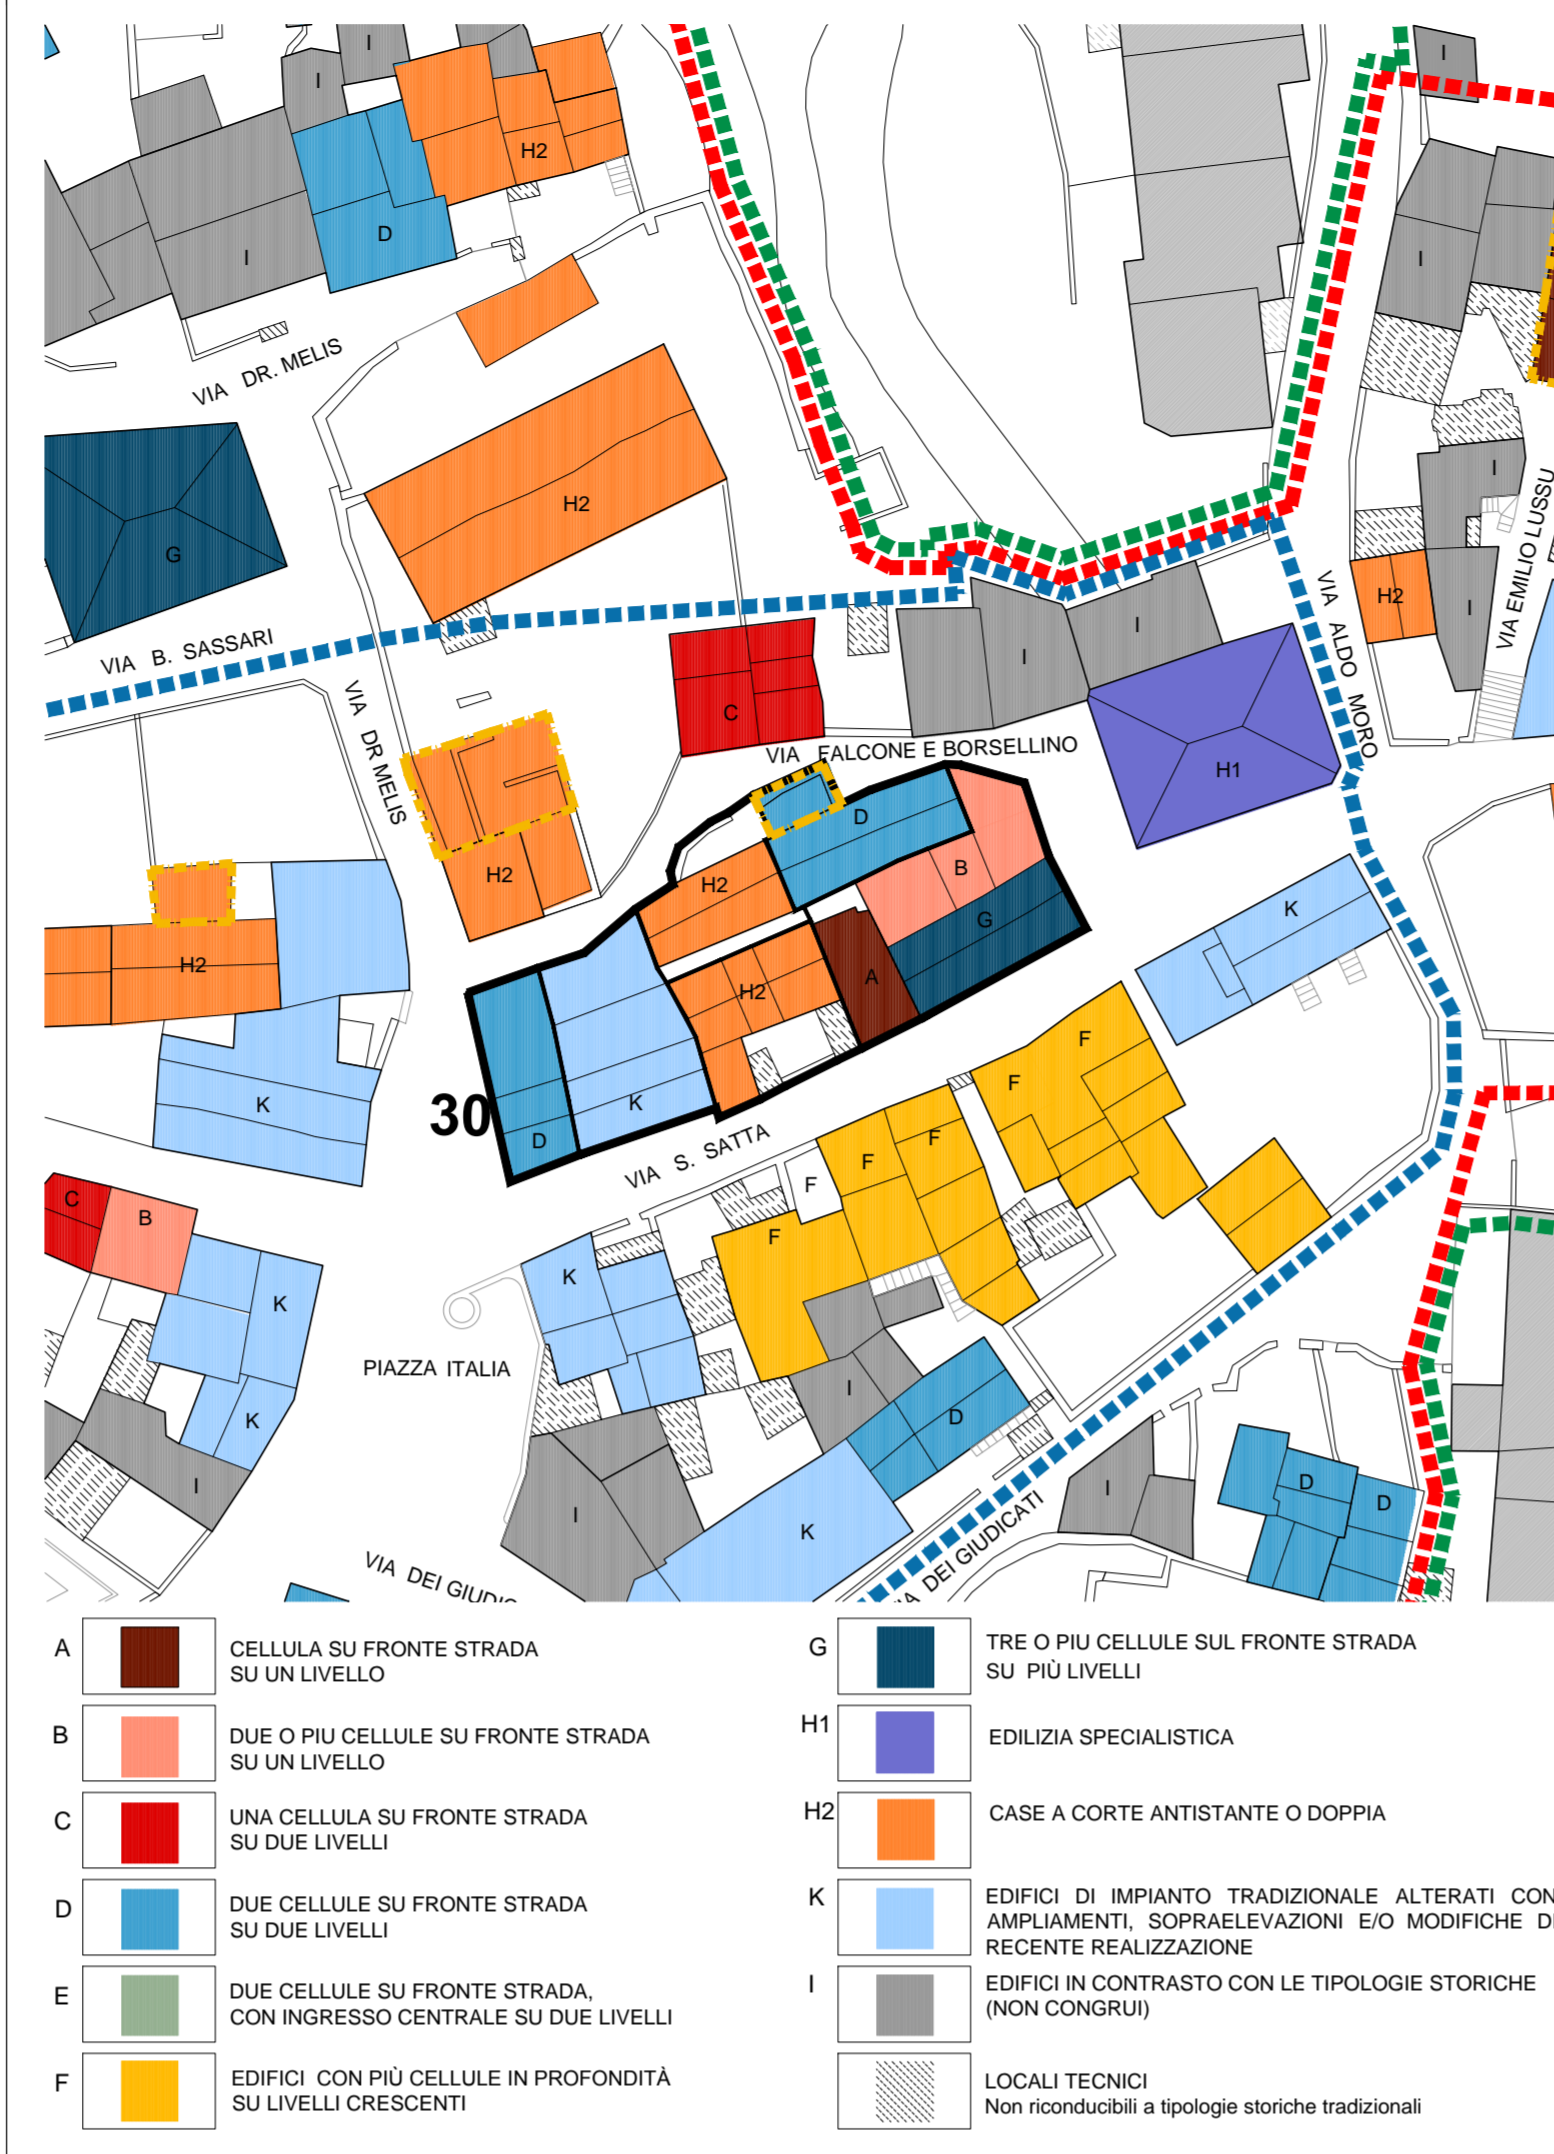 I
I
I
H2
D
I
I
I
VIA DR. MELIS
H2
I
G
VIA B. SASSARI
VIA DR MELIS
C
I
I
H2
I
VIA EMILIO LUSSU
VIA ALDO MORO
VIA FALCONE E BORSELLINO
H1
D
H2
H2
B
G
A
H2
H2
K
K
30
D
K
K
F
F
F
F
F
F
VIA S. SATTA
C
B
K
K
K
PIAZZA ITALIA
I
D
I
I
K
I
D
D
VIA DEI GIUDIC
VIA DEI GIUDICATI
A
CELLULA SU FRONTE STRADA
SU UN LIVELLO
B
DUE O PIU CELLULE SU FRONTE STRADA
SU UN LIVELLO
C
UNA CELLULA SU FRONTE STRADA
SU DUE LIVELLI
D
DUE CELLULE SU FRONTE STRADA
SU DUE LIVELLI
E
DUE CELLULE SU FRONTE STRADA,
CON INGRESSO CENTRALE SU DUE LIVELLI
F
EDIFICI CON PIÙ CELLULE IN PROFONDITÀ
SU LIVELLI CRESCENTI
G
TRE O PIU CELLULE SUL FRONTE STRADA
SU PIÙ LIVELLI
H1
EDILIZIA SPECIALISTICA
H2
CASE A CORTE ANTISTANTE O DOPPIA
K
EDIFICI DI IMPIANTO TRADIZIONALE ALTERATI CON
AMPLIAMENTI, SOPRAELEVAZIONI E/O MODIFICHE DI
RECENTE REALIZZAZIONE
I
EDIFICI IN CONTRASTO CON LE TIPOLOGIE STORICHE
(NON CONGRUI)
LOCALI TECNICI
Non riconducibili a tipologie storiche tradizionali